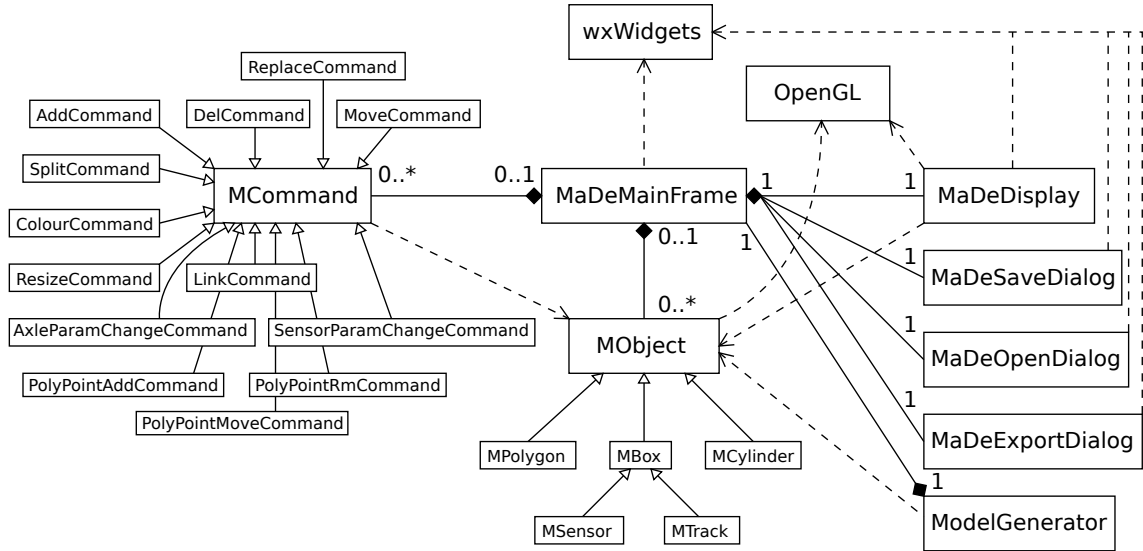 wxWidgets
ReplaceCommand
OpenGL
AddCommand
DelCommand
MoveCommand
SplitCommand
MCommand
0..*
0..1
MaDeMainFrame
1
1
MaDeDisplay
ColourCommand
0..1
1
1
MaDeSaveDialog
ResizeCommand
LinkCommand
0..*
AxleParamChangeCommand
SensorParamChangeCommand
MObject
1
MaDeOpenDialog
PolyPointAddCommand
PolyPointRmCommand
PolyPointMoveCommand
1
MaDeExportDialog
MPolygon
MBox
MCylinder
1
ModelGenerator
MSensor
MTrack